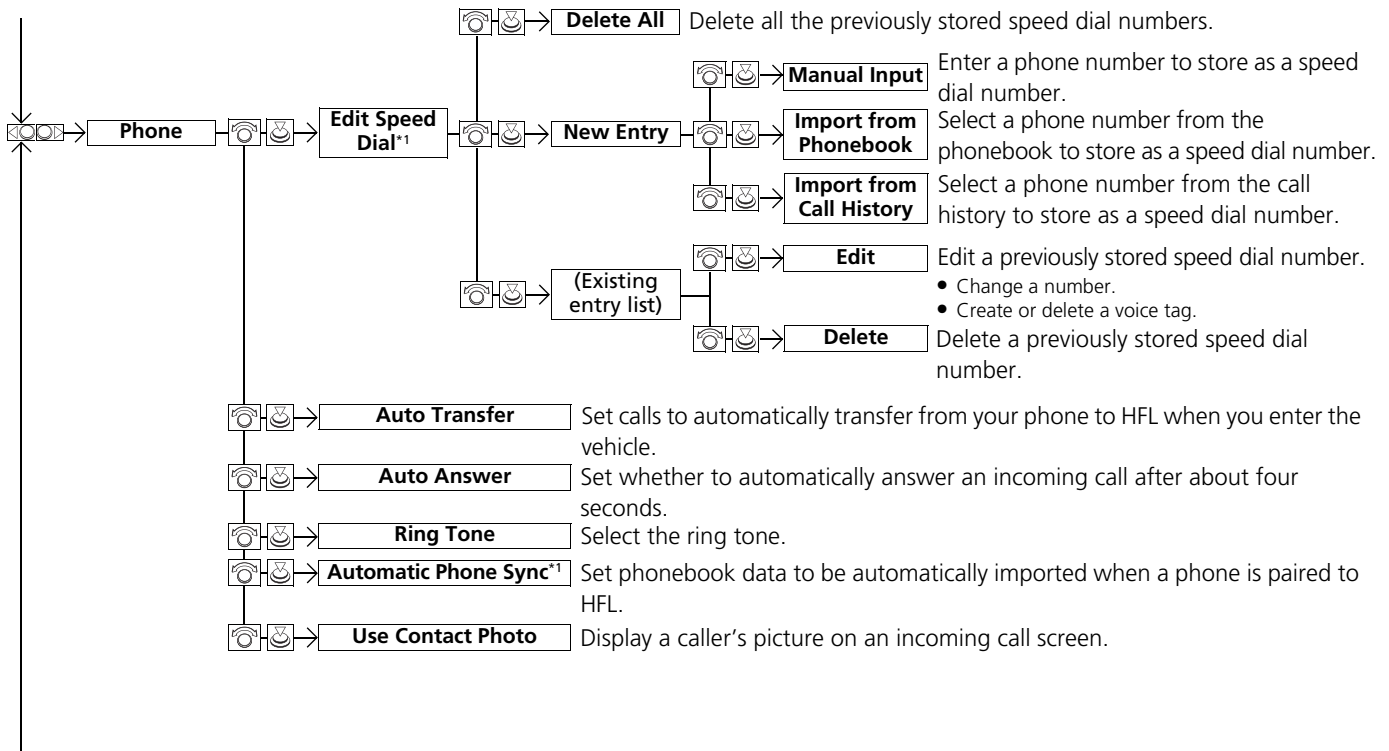 Delete All Delete all the previously stored speed dial numbers.
Manual Input Enter a phone number to store as a speed
dial number.
Phone
Edit Speed
Dial*1
New Entry
Import from
Phonebook
Select a phone number from the
phonebook to store as a speed dial number.
Import from
Call History
Select a phone number from the call
history to store as a speed dial number.
(Existing
entry list)
Edit Edit a previously stored speed dial number.
• Change a number.
• Create or delete a voice tag.
Delete Delete a previously stored speed dial
number.
Auto Transfer Set calls to automatically transfer from your phone to HFL when you enter the
vehicle.
Auto Answer Set whether to automatically answer an incoming call after about four
seconds.
Ring Tone Select the ring tone.
Automatic Phone Sync*1 Set phonebook data to be automatically imported when a phone is paired to
HFL.
Use Contact Photo Display a caller’s picture on an incoming call screen.